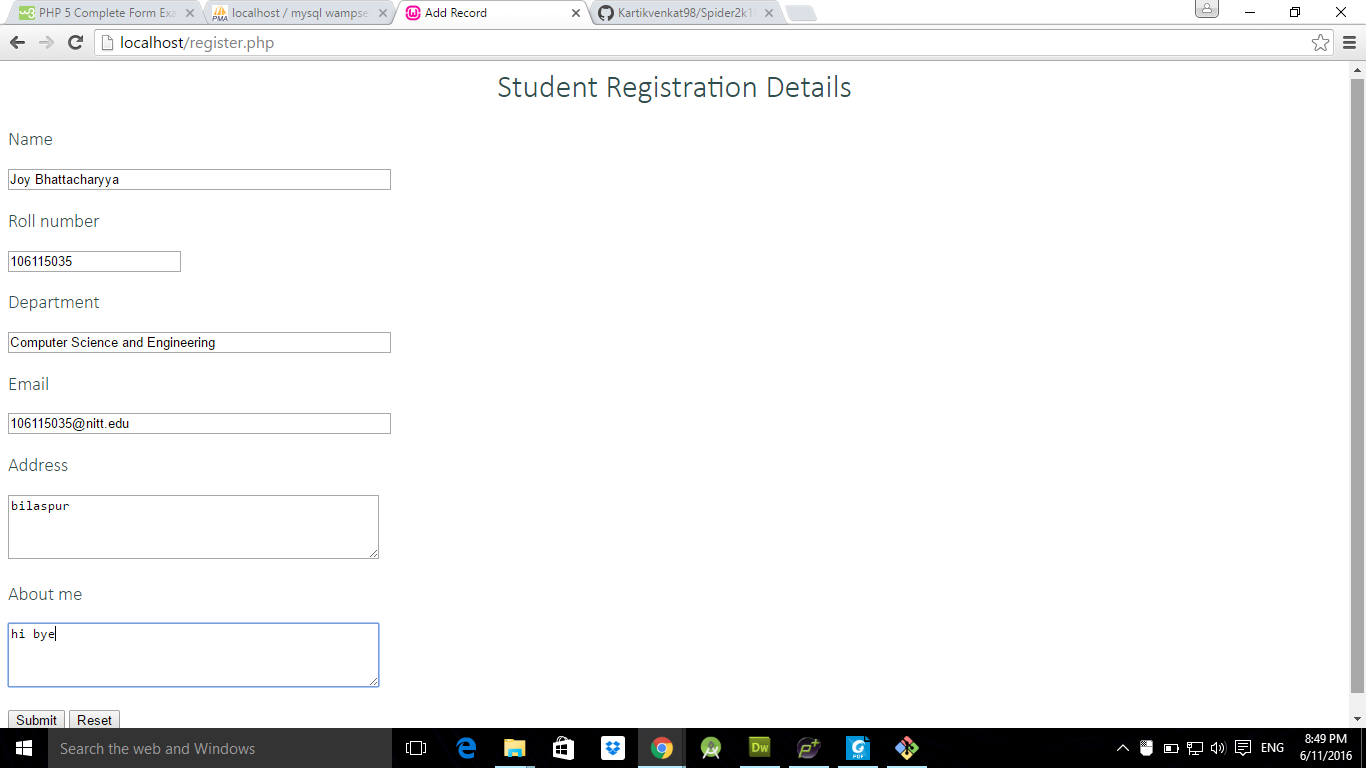 PHP 5 Complete Form Exa
localhost / mysql wampse
Add Record
Kartikvenkat98/Spider2k1
localhost/register.php
Student Registration Details
Name
Joy Bhattacharyya
Roll number
106115035
Department
Computer Science and Engineering
Email
106115035@nitt.edu
Address
bilaspur
About me
hi bye
Submit Reset
Search the web and Windows
Dw
PDF
ENG
8:49 PM
6/11/2016